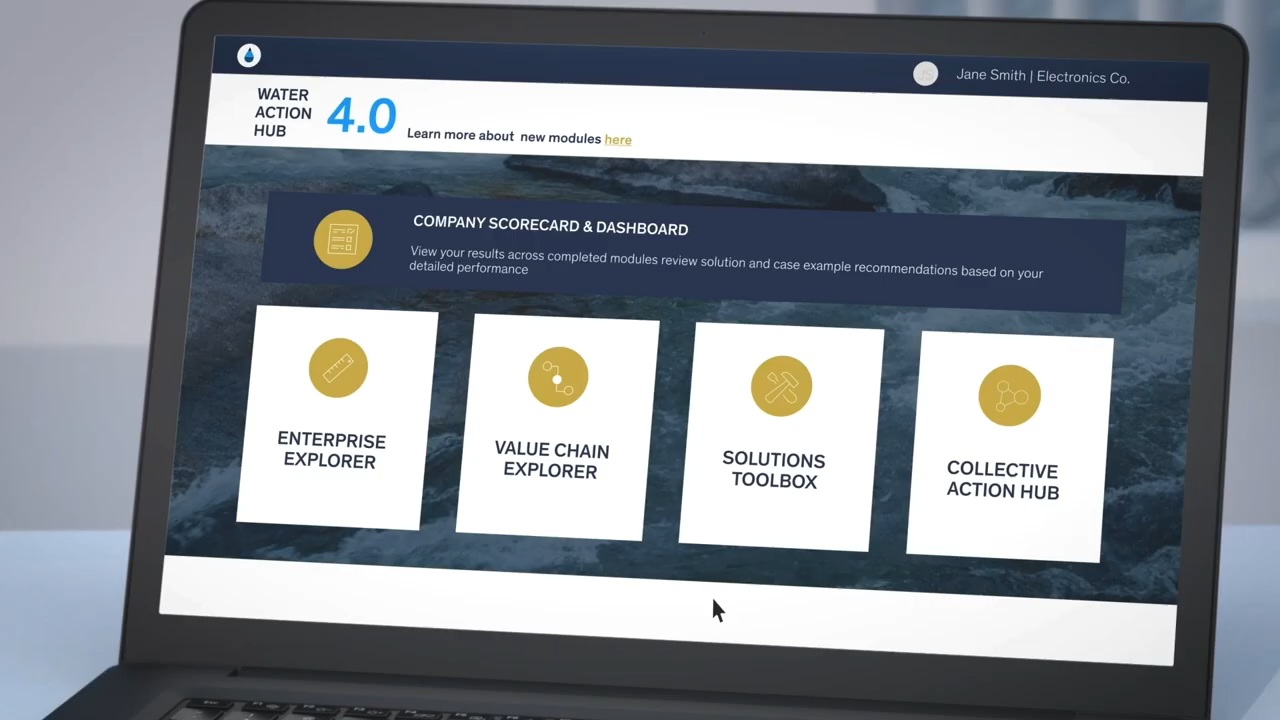 Jane Smith | Electronics Co.
WATER
ACTION
HUB
4.0
Learn more about new modules here
COMPANY SCORECARD & DASHBOARD
View your results across completed modules review solution and case example recommendations based on your
detailed performance
ENTERPRISE
EXPLORER
VALUE CHAIN
EXPLORER
SOLUTIONS
TOOLBOX
COLLECTIVE
ACTION HUB